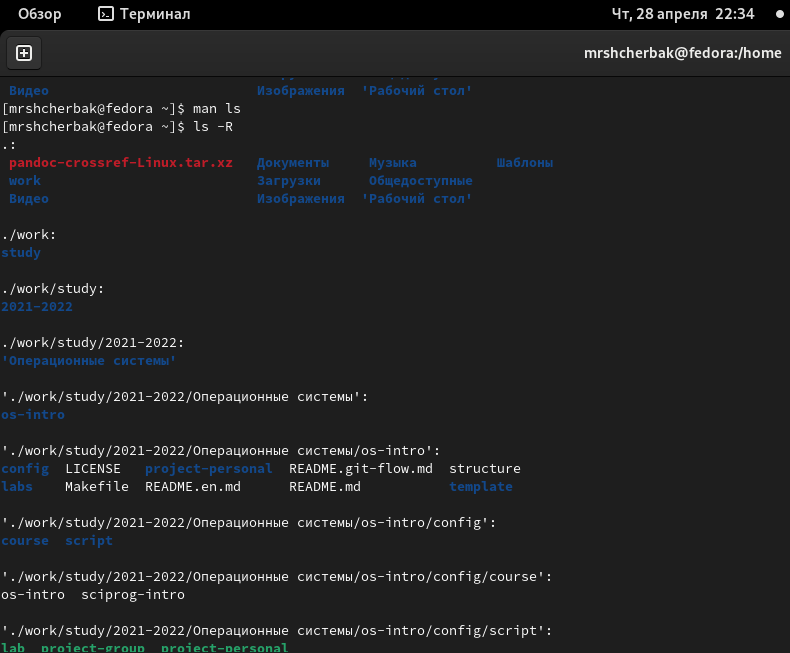 Обзор Терминал Чт, 28 апреля 22:34
mrshcherbak@fedora:/home
Видео Изображения 'Рабочий стол'
[mrshcherbak@fedora ~]$ man ls
[mrshcherbak@fedora ~]$ ls -R
.:
pandoc-crossref-Linux.tar.xz Документы Музыка Шаблоны
work Загрузки Общедоступные
Видео Изображения 'Рабочий стол'
./work:
study
./work/study:
2021-2022
./work/study/2021-2022:
'Операционные системы'
'./work/study/2021-2022/Операционные системы':
os-intro
'./work/study/2021-2022/Операционные системы/os-intro':
config LICENSE project-personal README.git-flow.md structure
labs Makefile README.en.md README.md template
'./work/study/2021-2022/Операционные системы/os-intro/config':
course script
'./work/study/2021-2022/Операционные системы/os-intro/config/course':
os-intro sciprog-intro
'./work/study/2021-2022/Операционные системы/os-intro/config/script':
lab project-group project-personal